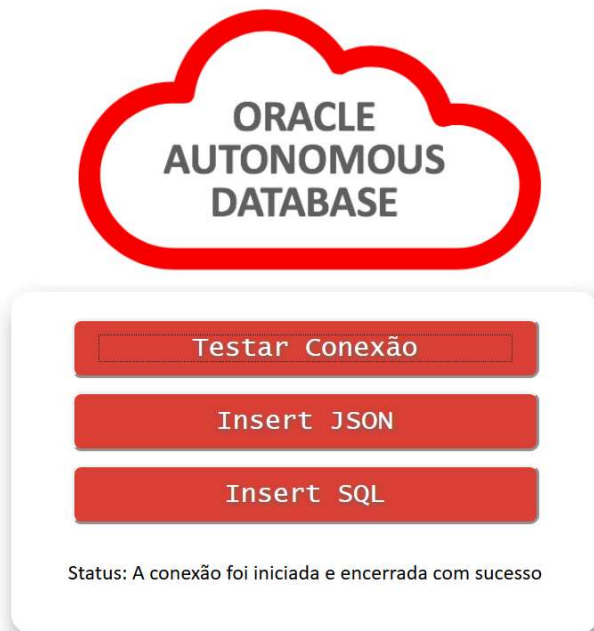 ORACLE
AUTONOMOUS
DATABASE
Testar Conexão
Insert JSON
Insert SQL
Status: A conexão foi iniciada e encerrada com sucesso